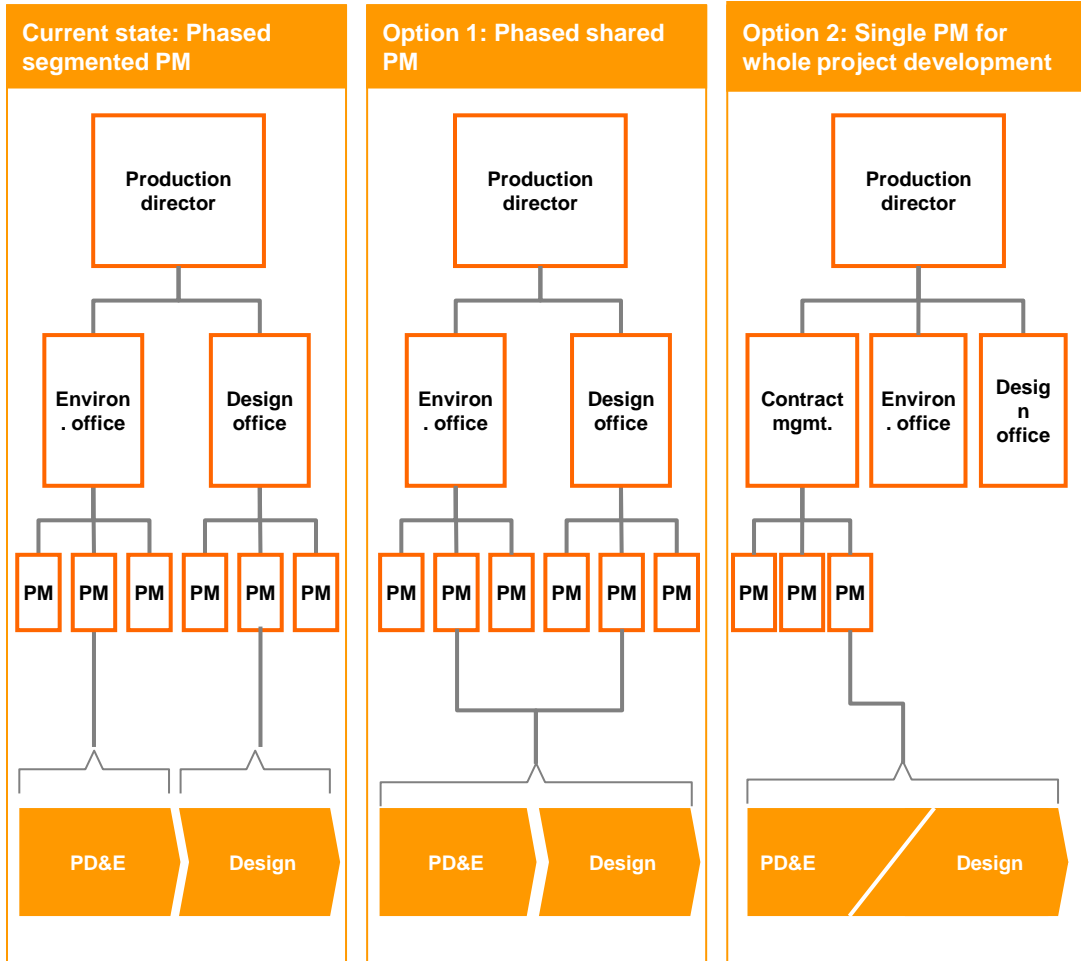 Current state: Phased
segmented PM
Production
director
Environ
. office
Design
office
PM
PM
PM
PM
PM
PM
PD&E
Design
Option 1: Phased shared
PM
Production
director
Environ
. office
Design
office
PM
PM
PM
PM
PM
PM
PD&E
Design
Option 2: Single PM for
whole project development
Production
director
Contract
mgmt.
Environ
. office
Desig
n
office
PM
PM
PM
PD&E
Design